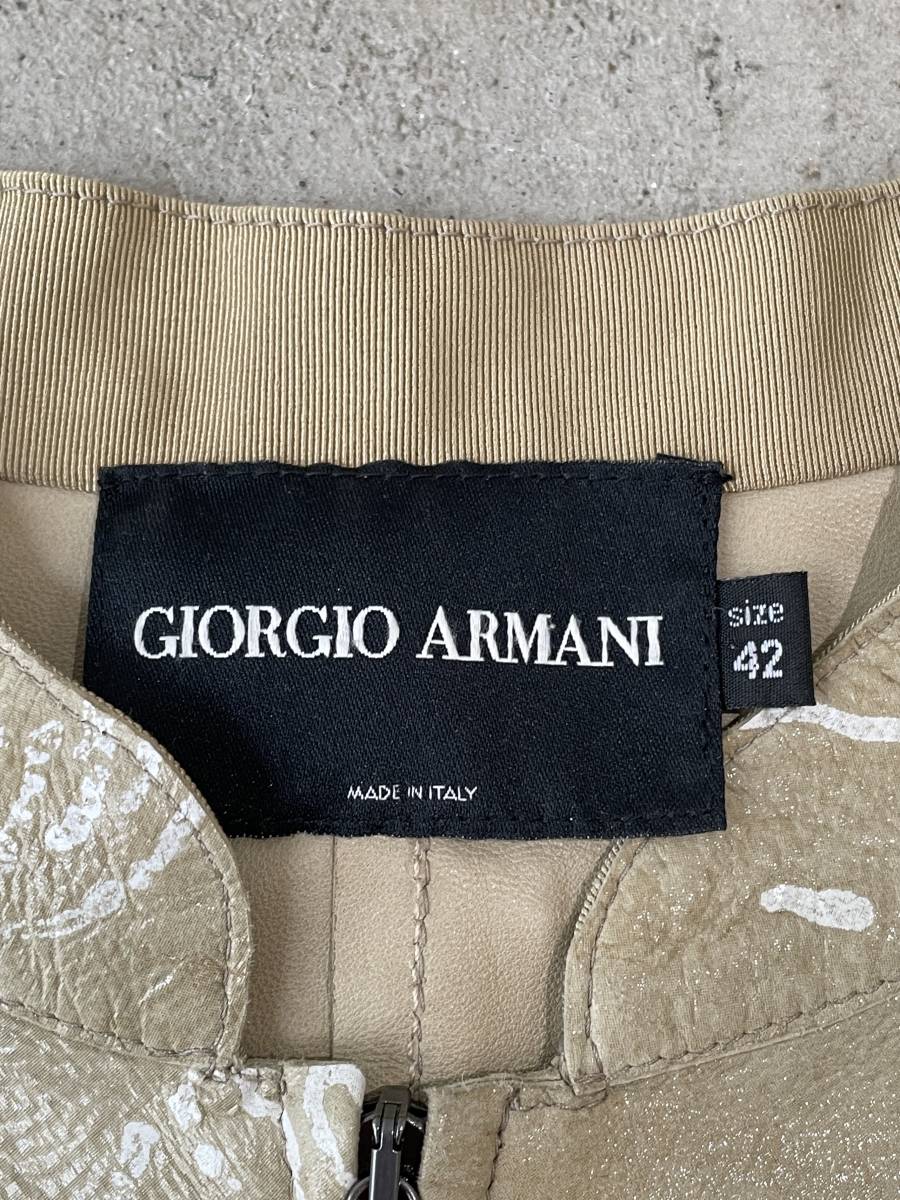 GIORGIO ARMANI
size
42
MADE IN ITALY